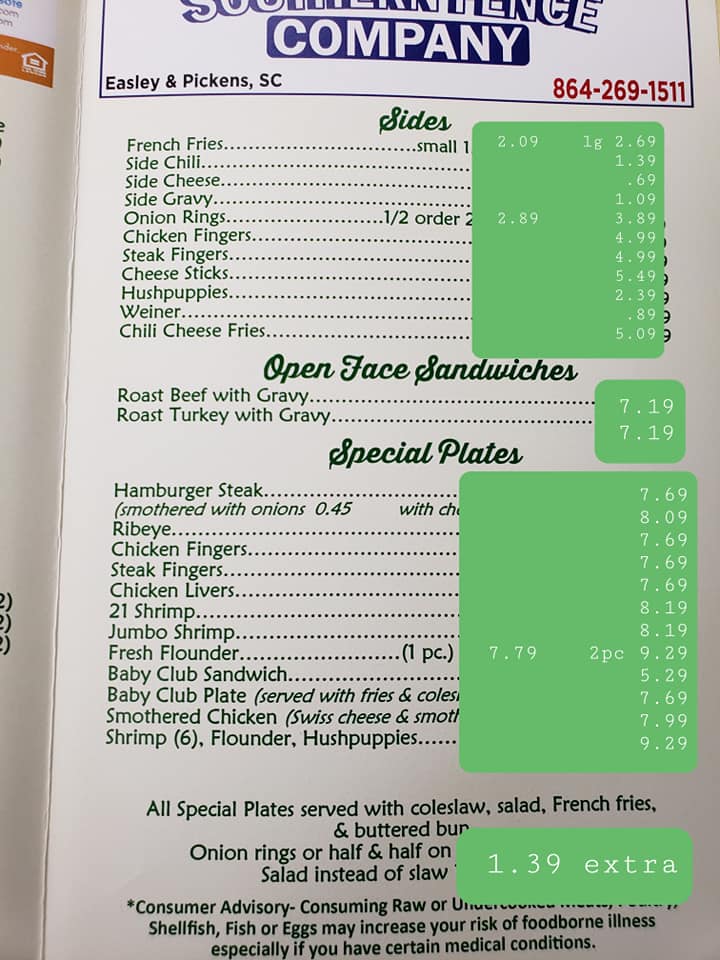 SOUTHERN FENCE
COMPANY
Easley & Pickens, SC 864-269-1511
Sides
French Fries..............................small 1 2.09 lg 2.69
Side Chili................................ 1.39
Side Cheese............................. .69
Side Gravy............................... 1.09
Onion Rings.......................1/2 order 2 2.89 3.89
Chicken Fingers........................ 4.99
Steak Fingers........................... 4.99
Cheese Sticks........................... 5.49
Hushpuppies............................ 2.39
Weiner................................... .89
Chili Cheese Fries..................... 5.09
Open Face Sandwiches
Roast Beef with Gravy................................ 7.19
Roast Turkey with Gravy............................. 7.19
Special Plates
Hamburger Steak............................ 7.69
(smothered with onions 0.45 with ch 8.09
Ribeye.......................................... 7.69
Chicken Fingers............................. 7.69
Steak Fingers................................ 7.69
Chicken Livers............................... 8.19
21 Shrimp..................................... 8.19
Jumbo Shrimp...............................
Fresh Flounder......................(1 pc.) 7.79 2pc 9.29
Baby Club Sandwich....................... 5.29
Baby Club Plate (served with fries & coles 7.69
Smothered Chicken (Swiss cheese & smoth 7.99
Shrimp (6), Flounder, Hushpuppies...... 9.29
All Special Plates served with coleslaw, salad, French fries,
& buttered bun
Onion rings or half & half on
1.39 extra
Salad instead of slaw
*Consumer Advisory- Consuming Raw or Undercooked Meats, Poultry,
Shellfish, Fish or Eggs may increase your risk of foodborne illness
especially if you have certain medical conditions.